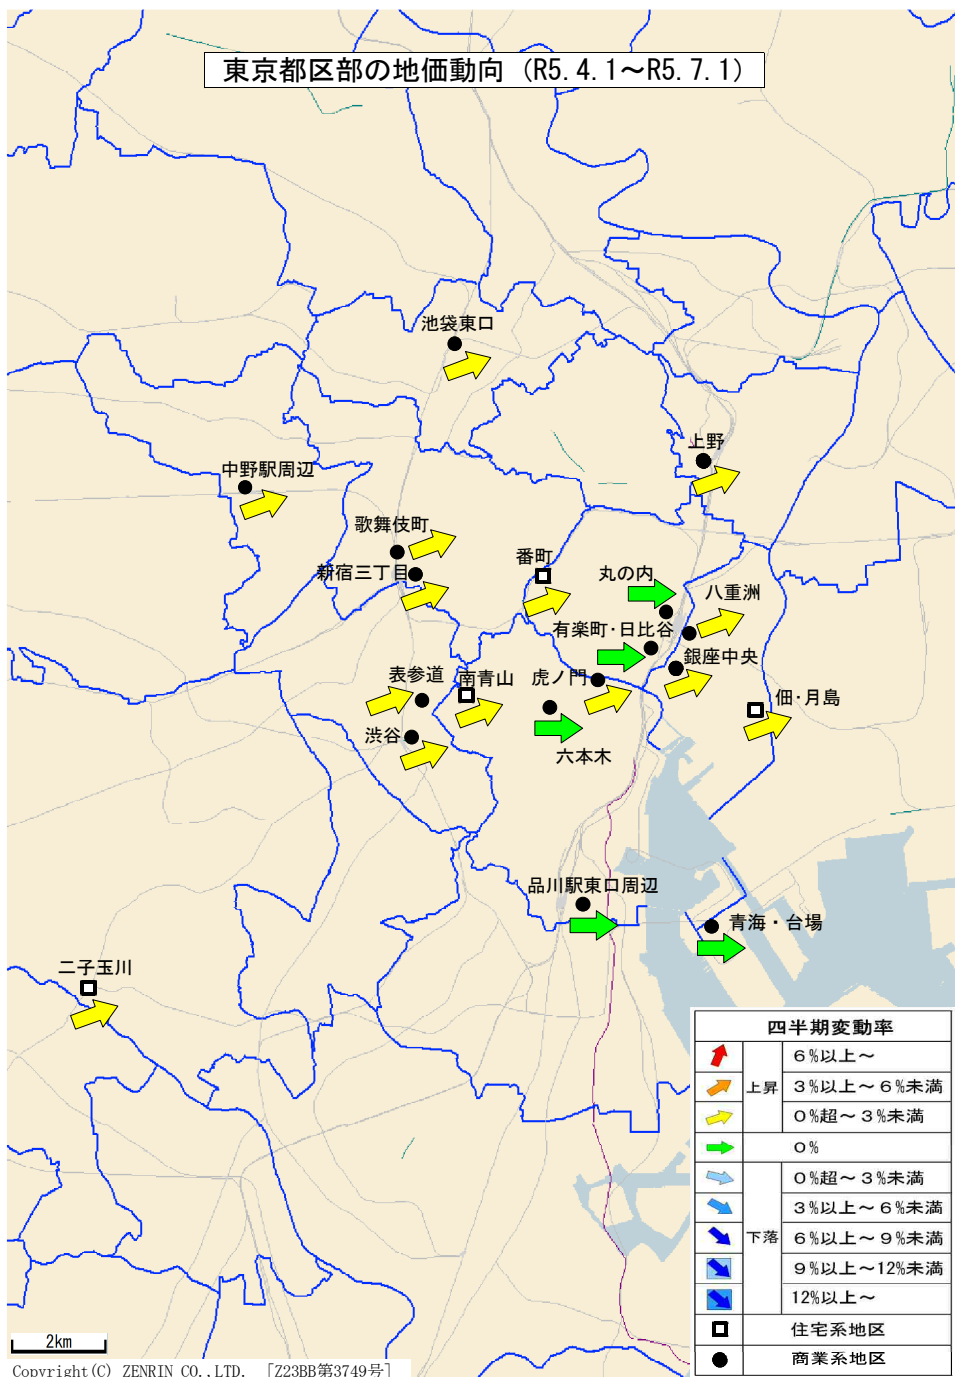 東京都区部の地価動向 (R5.4.1～R5.7.1)
池袋東口
上野
中野駅周辺
歌舞伎町
新宿三丁目
番町
丸の内
八重洲
有楽町・日比谷
銀座中央
表参道
南青山
虎ノ門
佃・月島
渋谷
六本木
品川駅東口周辺
青海・台場
二子玉川
四半期変動率
上昇
6%以上～
3%以上～6%未満
0%超～3%未満
0%
下落
0%超～3%未満
3%以上～6%未満
6%以上～9%未満
9%以上～12%未満
12%以上～
住宅系地区
商業系地区
2km
Copyright(C) ZENRIN CO.,LTD. [Z23BB第3749号]